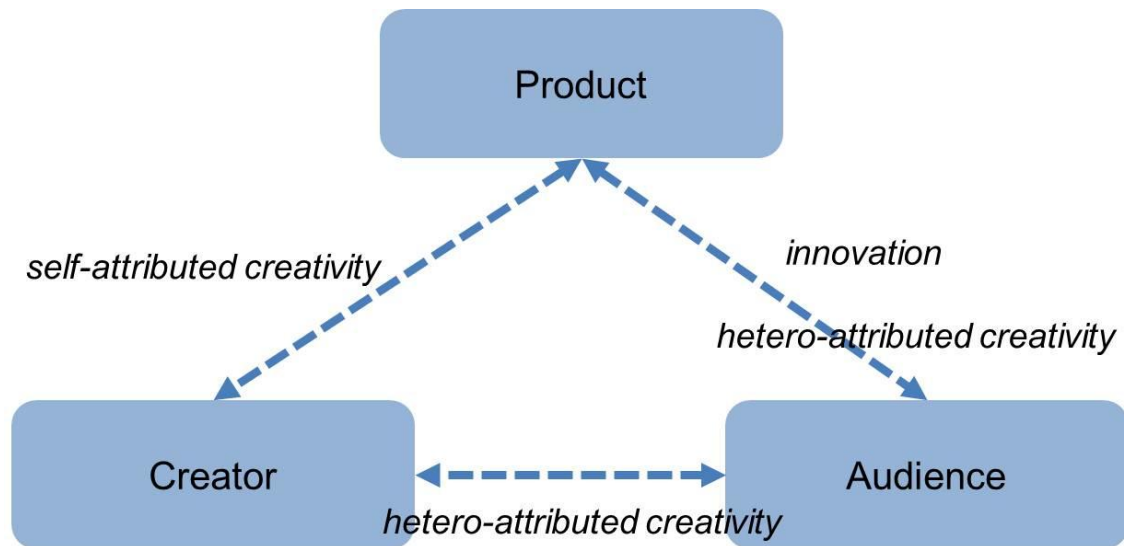 Product
self-attributed creativity
innovation
hetero-attributed creativity
Creator
Audience
hetero-attributed creativity